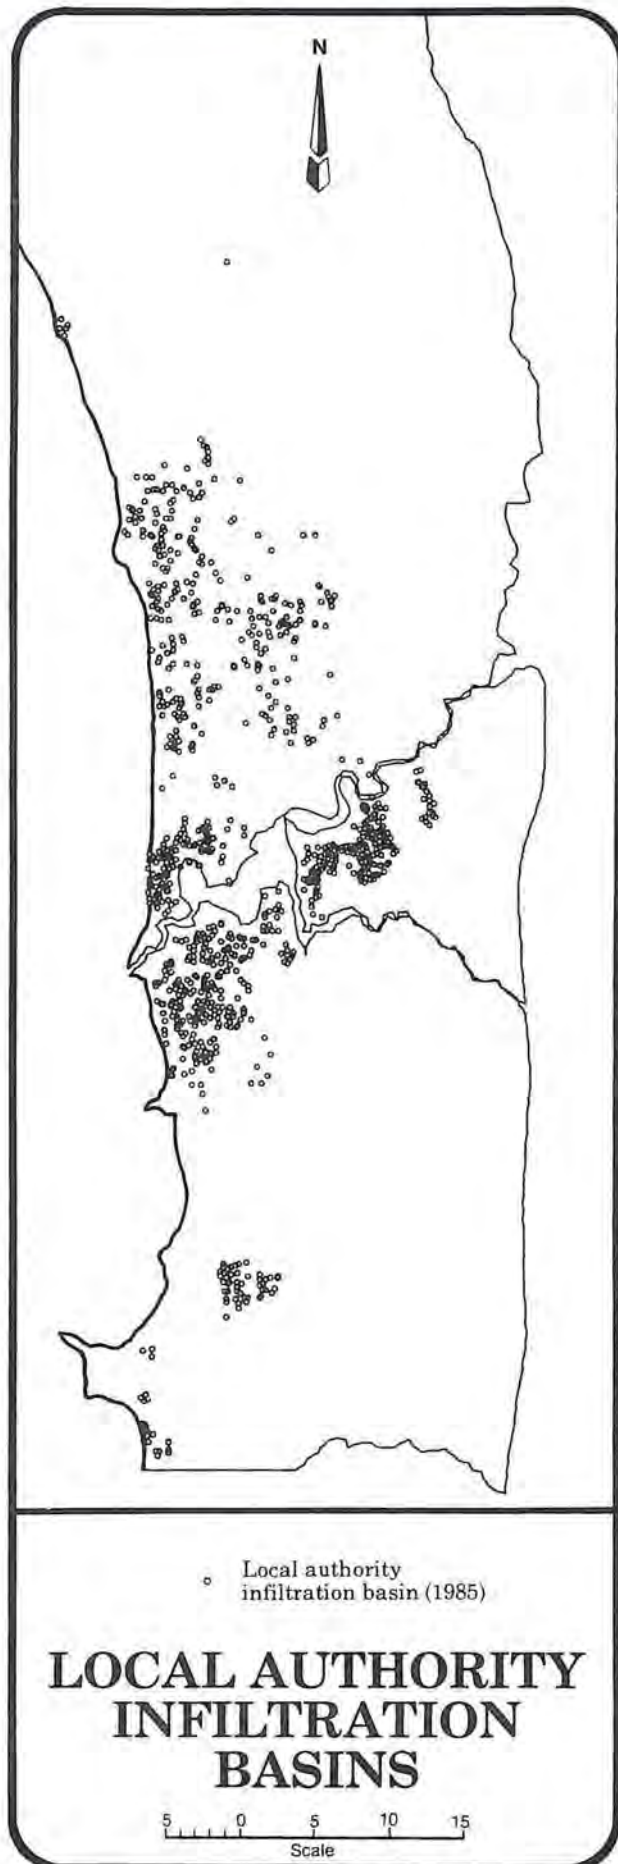 N
Local authority
infiltration basin (1985)
LOCAL AUTHORITY
INFILTRATION
BASINS
5 0 5 10 15
Scale